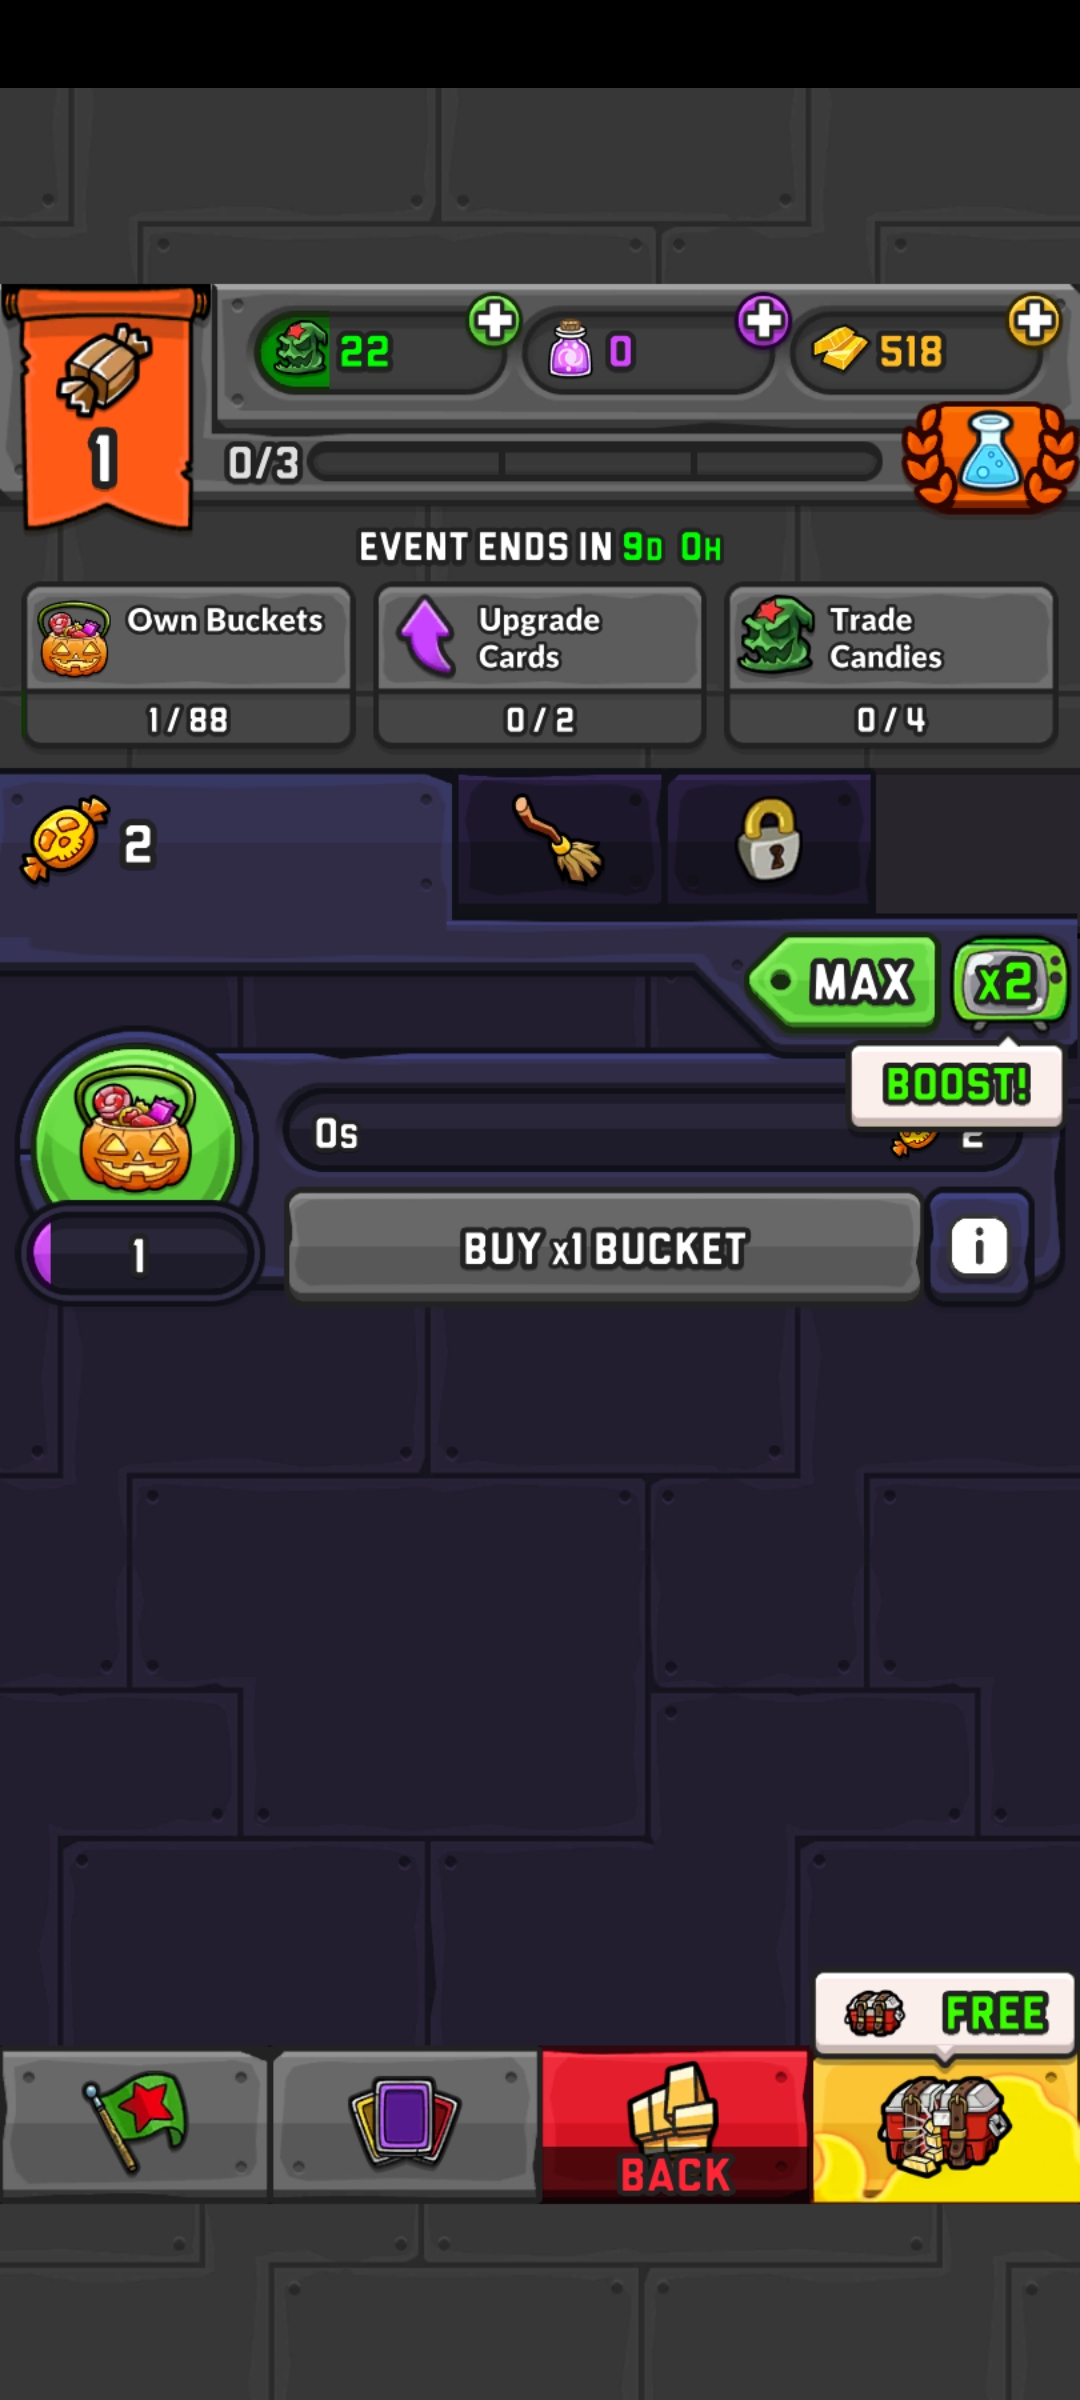 22
0
518
1
0/3
EVENT ENDS IN 9D 0H
Own Buckets
1/88
Upgrade
Cards
0/2
Trade
Candies
0/4
2
MAX
x2
BOOST!
0s
2
1
BUY x1 BUCKET
i
FREE
BACK